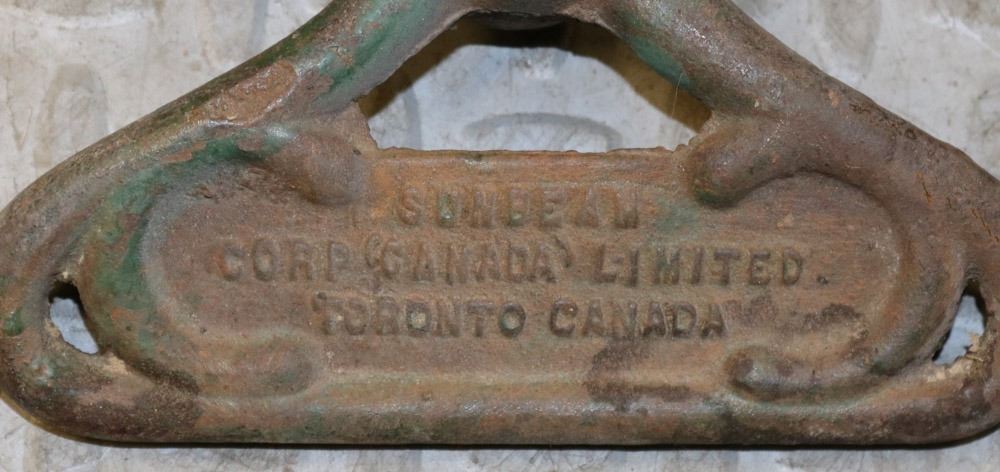 SUNBEAM
CORP (CANADA) LIMITED.
TORONTO CANADA